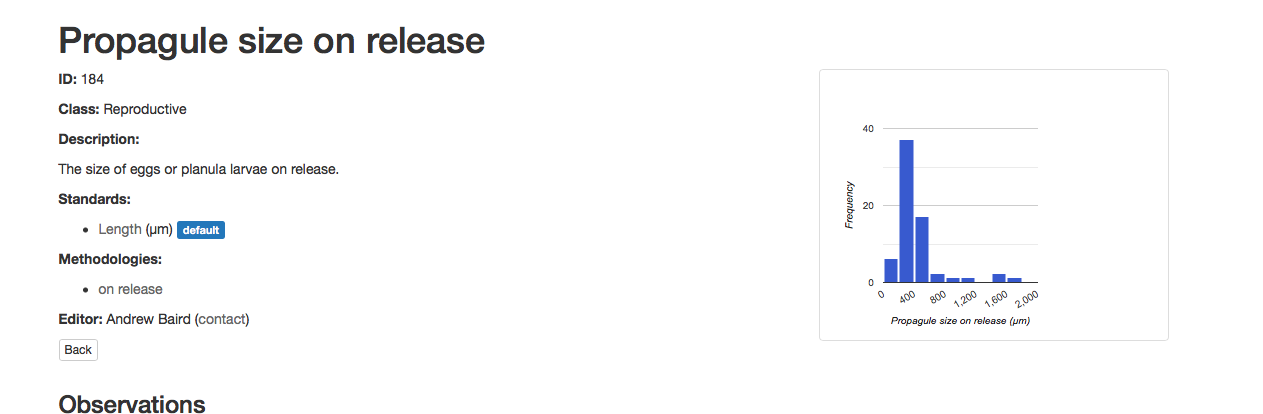 Propagule size on release
ID: 184
Class: Reproductive
Description:
The size of eggs or planula larvae on release.
Standards:
Length (µm) default
Methodologies:
on release
Editor: Andrew Baird (contact)
Back
Observations
40
20
0
Frequency
0 400 800 1,200 1,600 2,000
Propagule size on release (µm)